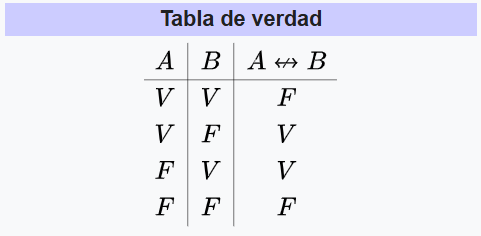 Tabla de verdad
A B A ↮ B
V V F
V F V
F V V
F F F